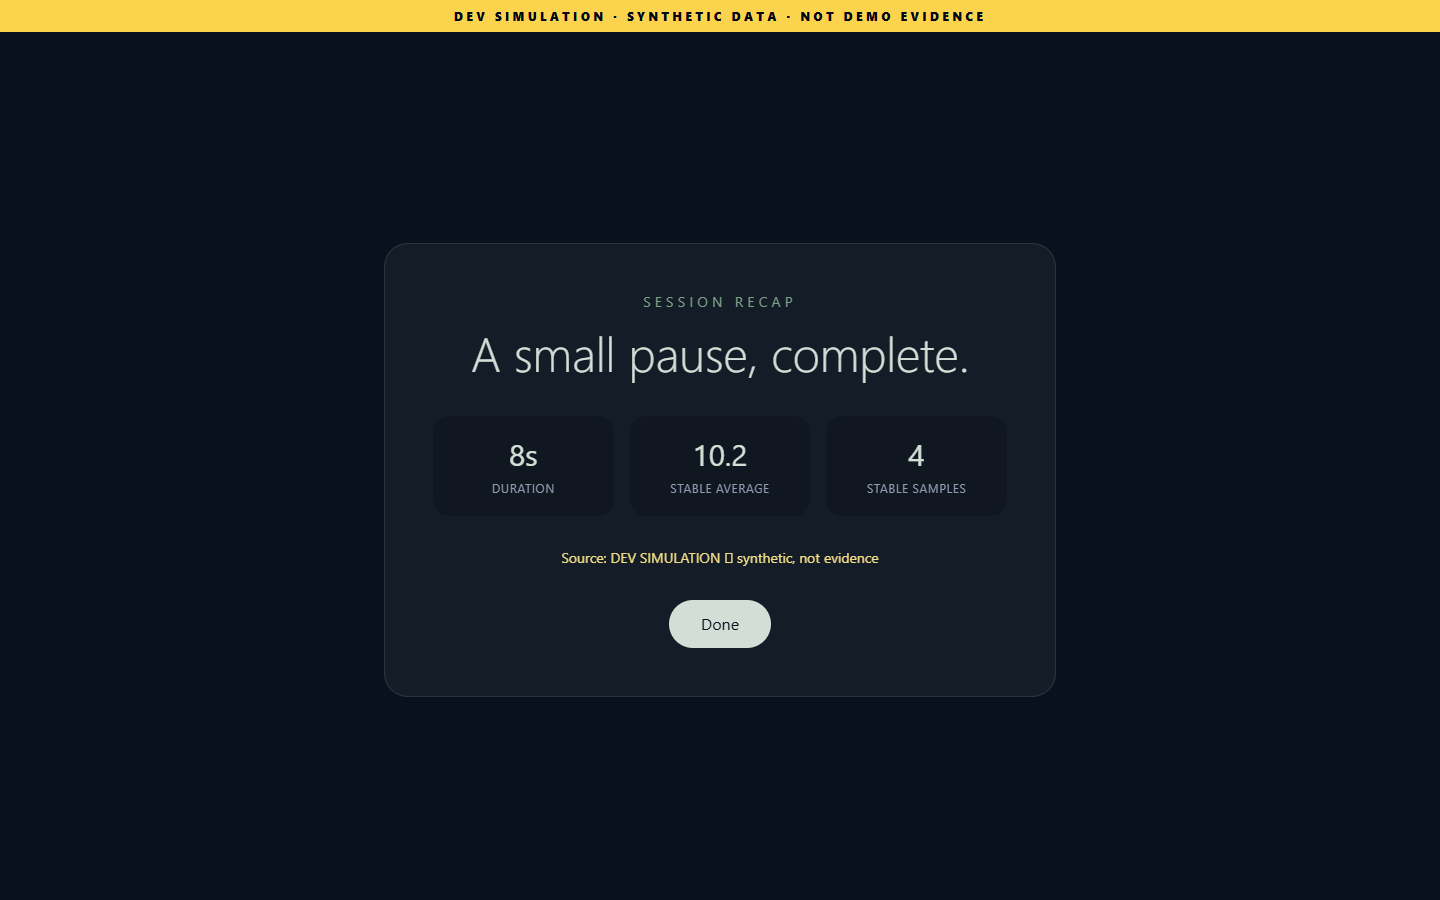 DEV SIMULATION · SYNTHETIC DATA · NOT DEMO EVIDENCE
SESSION RECAP
A small pause, complete.
8s
DURATION
10.2
STABLE AVERAGE
4
STABLE SAMPLES
Source: DEV SIMULATION ▯ synthetic, not evidence
Done